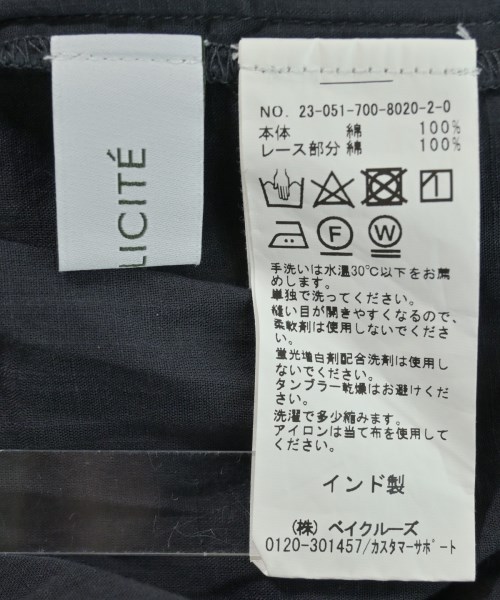 LICITÉ
NO. 23-051-700-8020-2-0
本体 綿 100%
レース部分 綿 100%
F
W
手洗いは水温30℃以下をお薦
めします。
単独で洗ってください。
縫い目が開きやすくなるので、
柔軟剤は使用しないでくださ
い。
蛍光増白剤配合洗剤は使用し
ないでください。
タンブラー乾燥はお避けくだ
さい。
洗濯で多少縮みます。
アイロンは当て布を使用して
ください。
インド製
(株) ベイクルーズ
0120-301457/カスタマーサポート